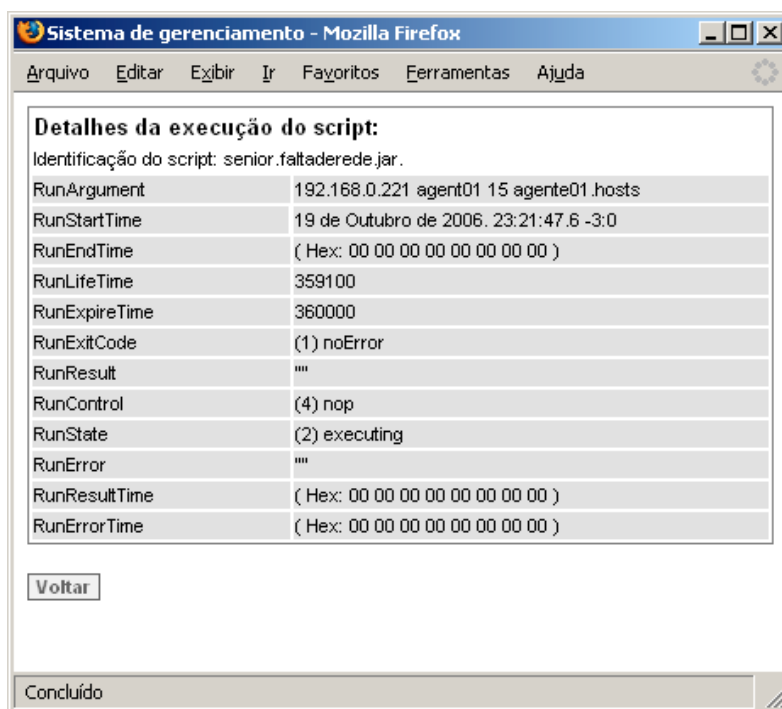 Sistema de gerenciamento - Mozilla Firefox
Arquivo Editar Exibir Ir Favoritos Ferramentas Ajuda
Detalhes da execução do script:
Identificação do script: senior.faltaderede.jar.
RunArgument 192.168.0.221 agent01 15 agente01.hosts
RunStartTime 19 de Outubro de 2006. 23:21:47.6 -3:0
RunEndTime ( Hex: 00 00 00 00 00 00 00 00 )
RunLifeTime 359100
RunExpireTime 360000
RunExitCode (1) noError
RunResult ""
RunControl (4) nop
RunState (2) executing
RunError ""
RunResultTime ( Hex: 00 00 00 00 00 00 00 00 )
RunErrorTime ( Hex: 00 00 00 00 00 00 00 00 )
Voltar
Concluído